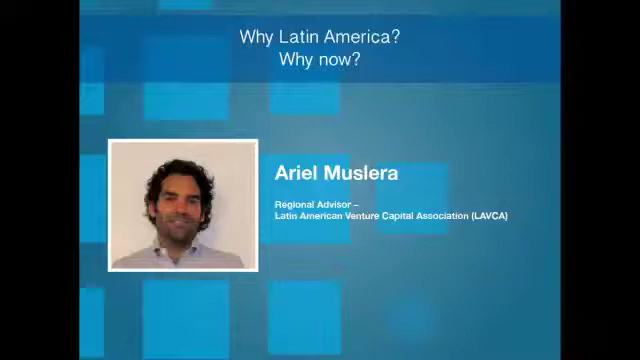 Why Latin America?
Why now?
Ariel Muslera
Regional Advisor –
Latin American Venture Capital Association (LAVCA)